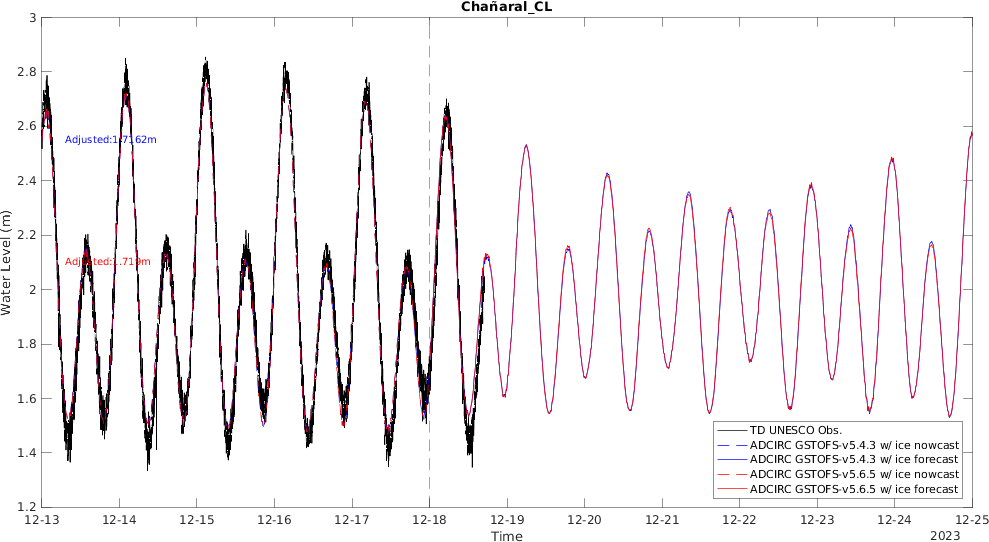 Chañaral_CL
Water Level (m)
3
2.8
2.6
2.4
2.2
2
1.8
1.6
1.4
1.2
Adjusted:1.7162m
Adjusted:1.719m
TD UNESCO Obs.
ADCIRC GSTOFS-v5.4.3 w/ ice nowcast
ADCIRC GSTOFS-v5.4.3 w/ ice forecast
ADCIRC GSTOFS-v5.6.5 w/ ice nowcast
ADCIRC GSTOFS-v5.6.5 w/ ice forecast
12-13 12-14 12-15 12-16 12-17 12-18 12-19 12-20 12-21 12-22 12-23 12-24 12-25
Time
2023